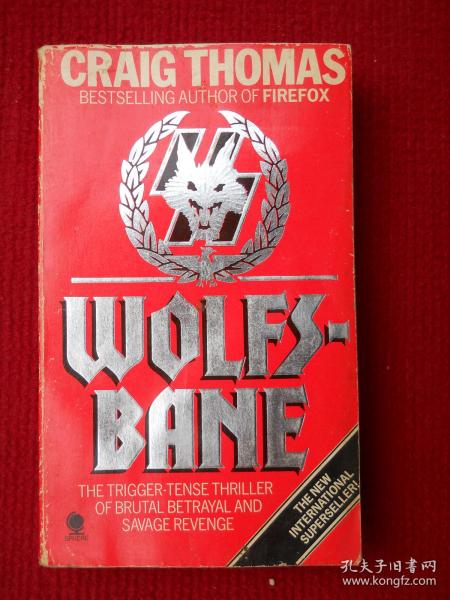 CRAIG THOMAS
BESTSELLING AUTHOR OF FIREFOX
WOLFS-
BANE
THE TRIGGER-TENSE THRILLER
OF BRUTAL BETRAYAL AND
SAVAGE REVENGE
THE NEW
INTERNATIONAL
SUPERSELLER!
SPHERE
孔夫子旧书网
www.kongfz.com